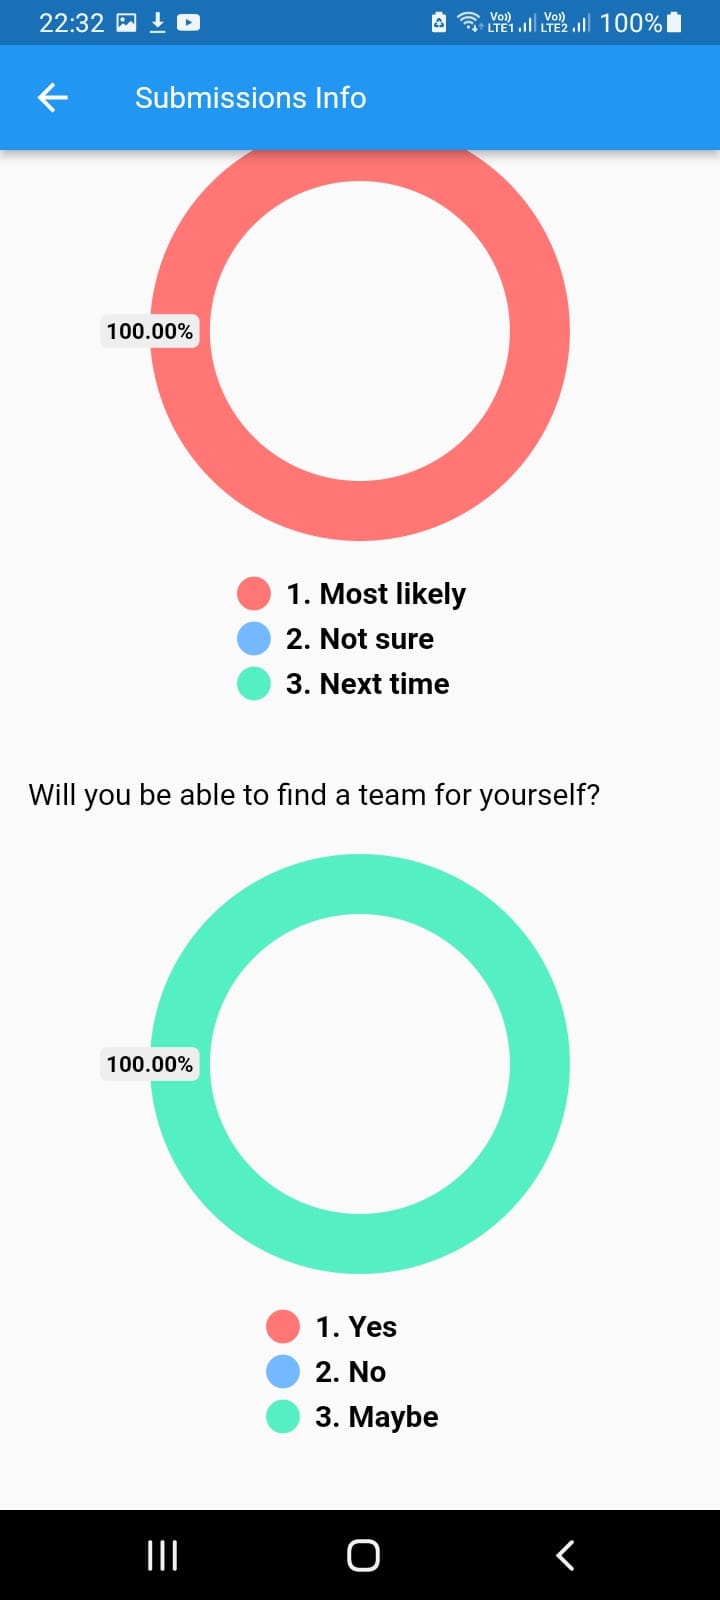 22:32 Vo)) LTE1 Vo)) LTE2 100%
Submissions Info
100.00%
1. Most likely
2. Not sure
3. Next time
Will you be able to find a team for yourself?
100.00%
1. Yes
2. No
3. Maybe